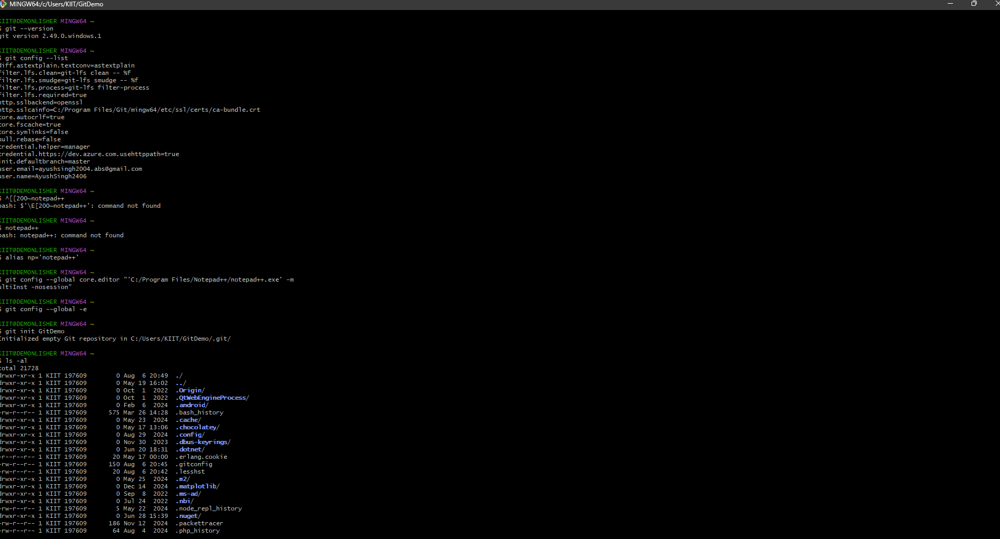 MINGW64:/c/Users/KIIT/GitDemo
KIIT@DEMONLISHER MINGW64 ~
$ git --version
git version 2.49.0.windows.1
KIIT@DEMONLISHER MINGW64 ~
$ git config --list
diff.astextplain.textconv=astextplain
filter.lfs.clean=git-lfs clean -- %f
filter.lfs.smudge=git-lfs smudge -- %f
filter.lfs.process=git-lfs filter-process
filter.lfs.required=true
http.sslbackend=openssl
http.sslcainfo=C:/Program Files/Git/mingw64/etc/ssl/certs/ca-bundle.crt
core.autocrlf=true
core.fscache=true
core.symlinks=false
pull.rebase=false
credential.helper=manager
credential.https://dev.azure.com.usehttppath=true
init.defaultbranch=master
user.email=ayushsingh2004.abs@gmail.com
user.name=AyushSingh2406
KIIT@DEMONLISHER MINGW64 ~
$ ^[[200~notepad++
bash: $'\E[200~notepad++': command not found
KIIT@DEMONLISHER MINGW64 ~
$ notepad++
bash: notepad++: command not found
KIIT@DEMONLISHER MINGW64 ~
$ alias np='notepad++'
KIIT@DEMONLISHER MINGW64 ~
$ git config --global core.editor "'C:/Program Files/Notepad++/notepad++.exe' -m
ultiInst -nosession"
KIIT@DEMONLISHER MINGW64 ~
$ git config --global -e
KIIT@DEMONLISHER MINGW64 ~
$ git init GitDemo
Initialized empty Git repository in C:/Users/KIIT/GitDemo/.git/
KIIT@DEMONLISHER MINGW64 ~
$ ls -al
total 21728
drwxr-xr-x 1 KIIT 197609 0 Aug 6 20:49 ./
drwxr-xr-x 1 KIIT 197609 0 May 19 16:02 ../
drwxr-xr-x 1 KIIT 197609 0 Oct 1 2022 .Origin/
drwxr-xr-x 1 KIIT 197609 0 Oct 1 2022 .QtWebEngineProcess/
drwxr-xr-x 1 KIIT 197609 0 Feb 6 2024 .android/
-rw-r--r-- 1 KIIT 197609 575 Mar 26 14:28 .bash_history
drwxr-xr-x 1 KIIT 197609 0 May 23 2024 .cache/
drwxr-xr-x 1 KIIT 197609 0 May 17 13:06 .chocolatey/
drwxr-xr-x 1 KIIT 197609 0 Aug 29 2024 .config/
drwxr-xr-x 1 KIIT 197609 0 Nov 30 2023 .dbus-keyrings/
drwxr-xr-x 1 KIIT 197609 0 Jun 20 18:31 .dotnet/
-r--r--r-- 1 KIIT 197609 20 May 17 00:00 .erlang.cookie
-rw-r--r-- 1 KIIT 197609 150 Aug 6 20:45 .gitconfig
-rw-r--r-- 1 KIIT 197609 20 Aug 6 20:42 .lesshst
drwxr-xr-x 1 KIIT 197609 0 May 25 2024 .m2/
drwxr-xr-x 1 KIIT 197609 0 Dec 14 2024 .matplotlib/
drwxr-xr-x 1 KIIT 197609 0 Sep 8 2022 .ms-ad/
drwxr-xr-x 1 KIIT 197609 0 Jul 24 2022 .nbi/
-rw-r--r-- 1 KIIT 197609 5 May 22 2024 .node_repl_history
drwxr-xr-x 1 KIIT 197609 0 Jun 28 15:39 .nuget/
-rw-r--r-- 1 KIIT 197609 186 Nov 12 2024 .packettracer
-rw-r--r-- 1 KIIT 197609 64 Aug 4 2024 .php_history